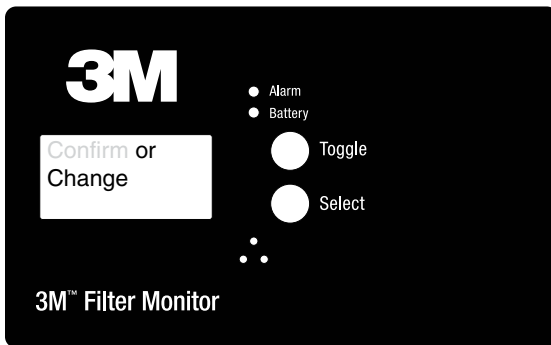 3M
Alarm
Battery
Confirm or
Change
Toggle
Select
3M™ Filter Monitor